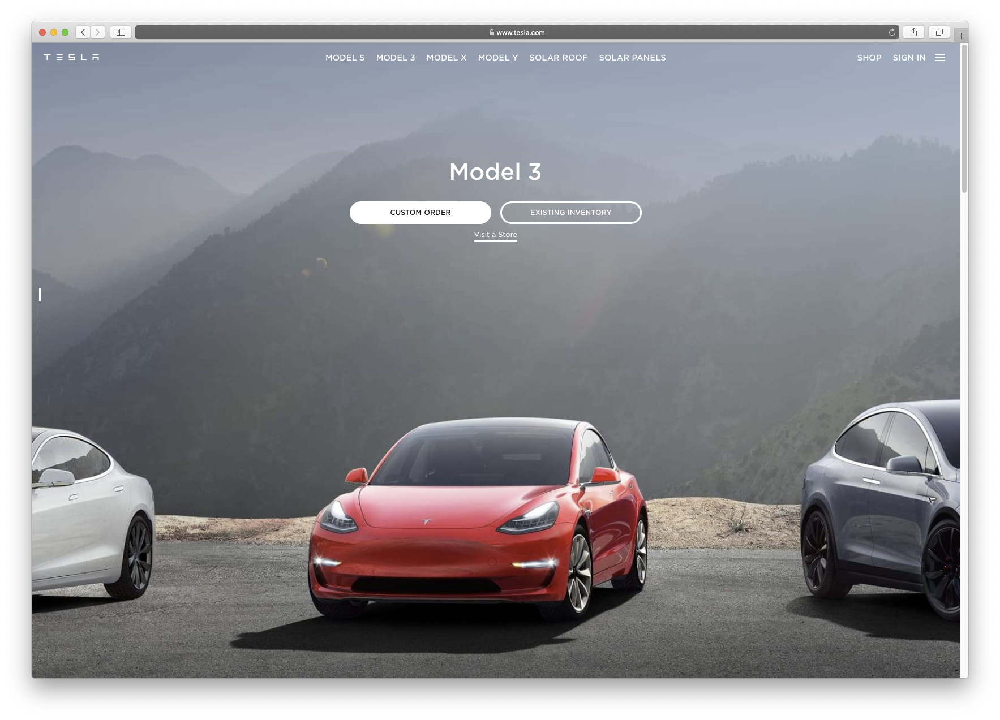 www.tesla.com
TESLA MODEL S MODEL 3 MODEL X MODEL Y SOLAR ROOF SOLAR PANELS SHOP SIGN IN
Model 3
CUSTOM ORDER EXISTING INVENTORY
Visit a Store